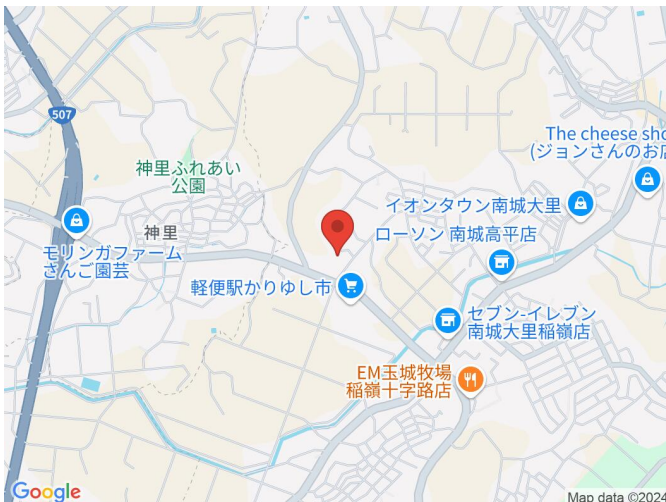 507
The cheese sho
(ジョンさんのお店
神里ふれあい
公園
イオンタウン南城大里
神里
ローソン 南城高平店
モリンガファーム
さんご園芸
軽便駅かりゆし市
セブン-イレブン
南城大里稲嶺店
EM玉城牧場
稲嶺十字路店
Google
Map data ©2024